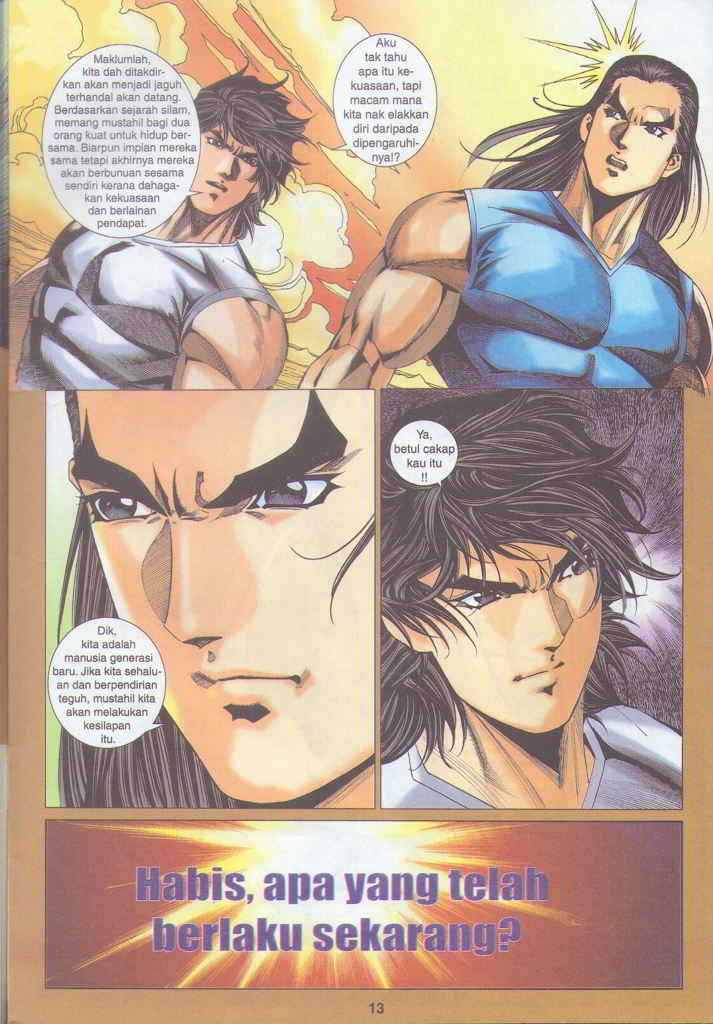 Maklumlah,
kita dah ditakdir-
kan akan menjadi jaguh
terhandal akan datang.
Berdasarkan sejarah silam,
memang mustahil bagi dua
orang kuat untuk hidup ber-
sama. Biarpun impian mereka
sama tetapi akhirnya mereka
akan berbunuan sesama
sendiri kerana dahaga-
kan kekuasaan
dan berlainan
pendapat.
Aku
tak tahu
apa itu ke-
kuasaan, tapi
macam mana
kita nak elakkan
diri daripada
dipengaruhi-
nya!?
Dik,
kita adalah
manusia generasi
baru. Jika kita sehalu-
an dan berpendirian
teguh, mustahil kita
akan melakukan
kesilapan
itu.
Ya,
betul cakap
kau itu
!!
Habis, apa yang telah
berlaku sekarang?
13